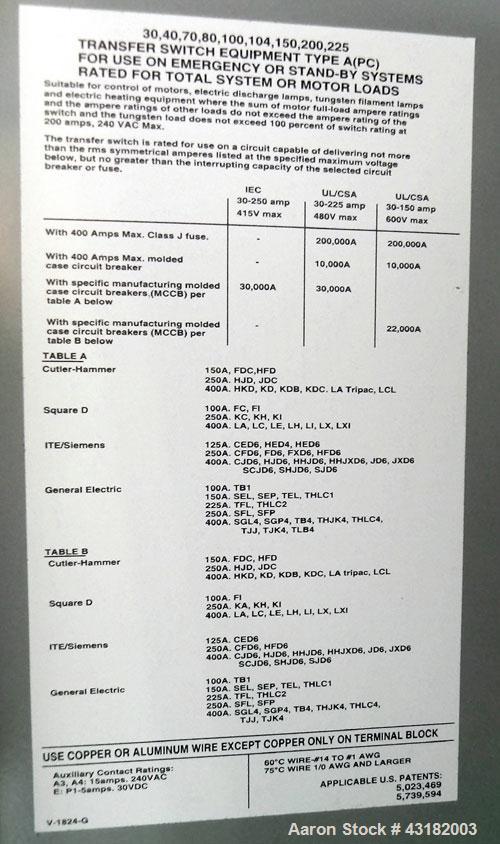 30,40,70,80,100,104,150,200,225
TRANSFER SWITCH EQUIPMENT TYPE A(PC)
FOR USE ON EMERGENCY OR STAND-BY SYSTEMS
RATED FOR TOTAL SYSTEM OR MOTOR LOADS
Suitable for control of motors, electric discharge lamps, tungsten filament lamps
and electric heating equipment where the sum of motor full-load ampere ratings
and the ampere ratings of other loads do not exceed the ampere rating of the
switch and the tungsten load does not exceed 100 percent of switch rating at
200 amps, 240 VAC Max.
The transfer switch is rated for use on a circuit capable of delivering not more
than the rms symmetrical amperes listed at the specified maximum voltage
below, but no greater than the interrupting capacity of the selected circuit
breaker or fuse.
IEC UL/CSA UL/CSA
30-250 amp 30-225 amp 30-150 amp
415V max 480V max 600V max
With 400 Amps Max. Class J fuse. - 200,000A 200,000A
With 400 Amps Max. molded
case circuit breaker - 10,000A 10,000A
With specific manufacturing molded
case circuit breakers.(MCCB) per 30,000A 30,000A -
table A below
With specific manufacturing molded
case circuit breakers (MCCB) per - 22,000A
table B below
TABLE A
Cutler-Hammer 150A, FDC,HFD
250A. HJD, JDC
400A. HKD, KD, KDB, KDC. LA Tripac, LCL
Square D 100A. FC, FI
250A. KC, KH, KI
400A. LA, LC, LE, LH, LI, LX, LXI
ITE/Siemens 125A. CED6, HED4, HED6
250A. CFD6, FD6, FXD6, HFD6
400A. CJD6, HJD6, HHJD6, HHJXD6, JD6, JXD6
SCJD6, SHJD6, SJD6
General Electric 100A. TB1
150A. SEL, SEP, TEL, THLC1
225A. TFL, THLC2
250A. SFL, SFP
400A. SGL4, SGP4, TB4, THJK4, THLC4,
TJJ, TJK4, TLB4
TABLE B
Cutler-Hammer 150A. FDC, HFD
250A. HJD, JDC
400A. HKD, KD, KDB, KDC, LA tripac, LCL
Square D 100A. FI
250A. KA, KH, KI
400A. LA, LC, LE, LH, LI, LX, LXI
ITE/Siemens 125A. CED6
250A. CFD6, HFD6
400A. CJD6, HJD6, HHJD6, HHJXD6, JD6, JXD6
SCJD6, SHJD6, SJD6
General Electric 100A. TB1
150A. SEL, SEP, TEL, THLC1
225A. TFL, THLC2
250A. SFL, SFP
400A. SGL4, SGP4, TB4, THJK4, THLC4,
TJJ, TJK4
USE COPPER OR ALUMINUM WIRE EXCEPT COPPER ONLY ON TERMINAL BLOCK
Auxiliary Contact Ratings:
A3, A4: 15amps. 240VAC
E: P1-5amps. 30VDC
60°C WIRE-#14 TO #1 AWG
75°C WIRE 1/0 AWG AND LARGER
APPLICABLE U.S. PATENTS:
5,023,469
5,739,594
V-1824-G
Aaron Stock # 43182003